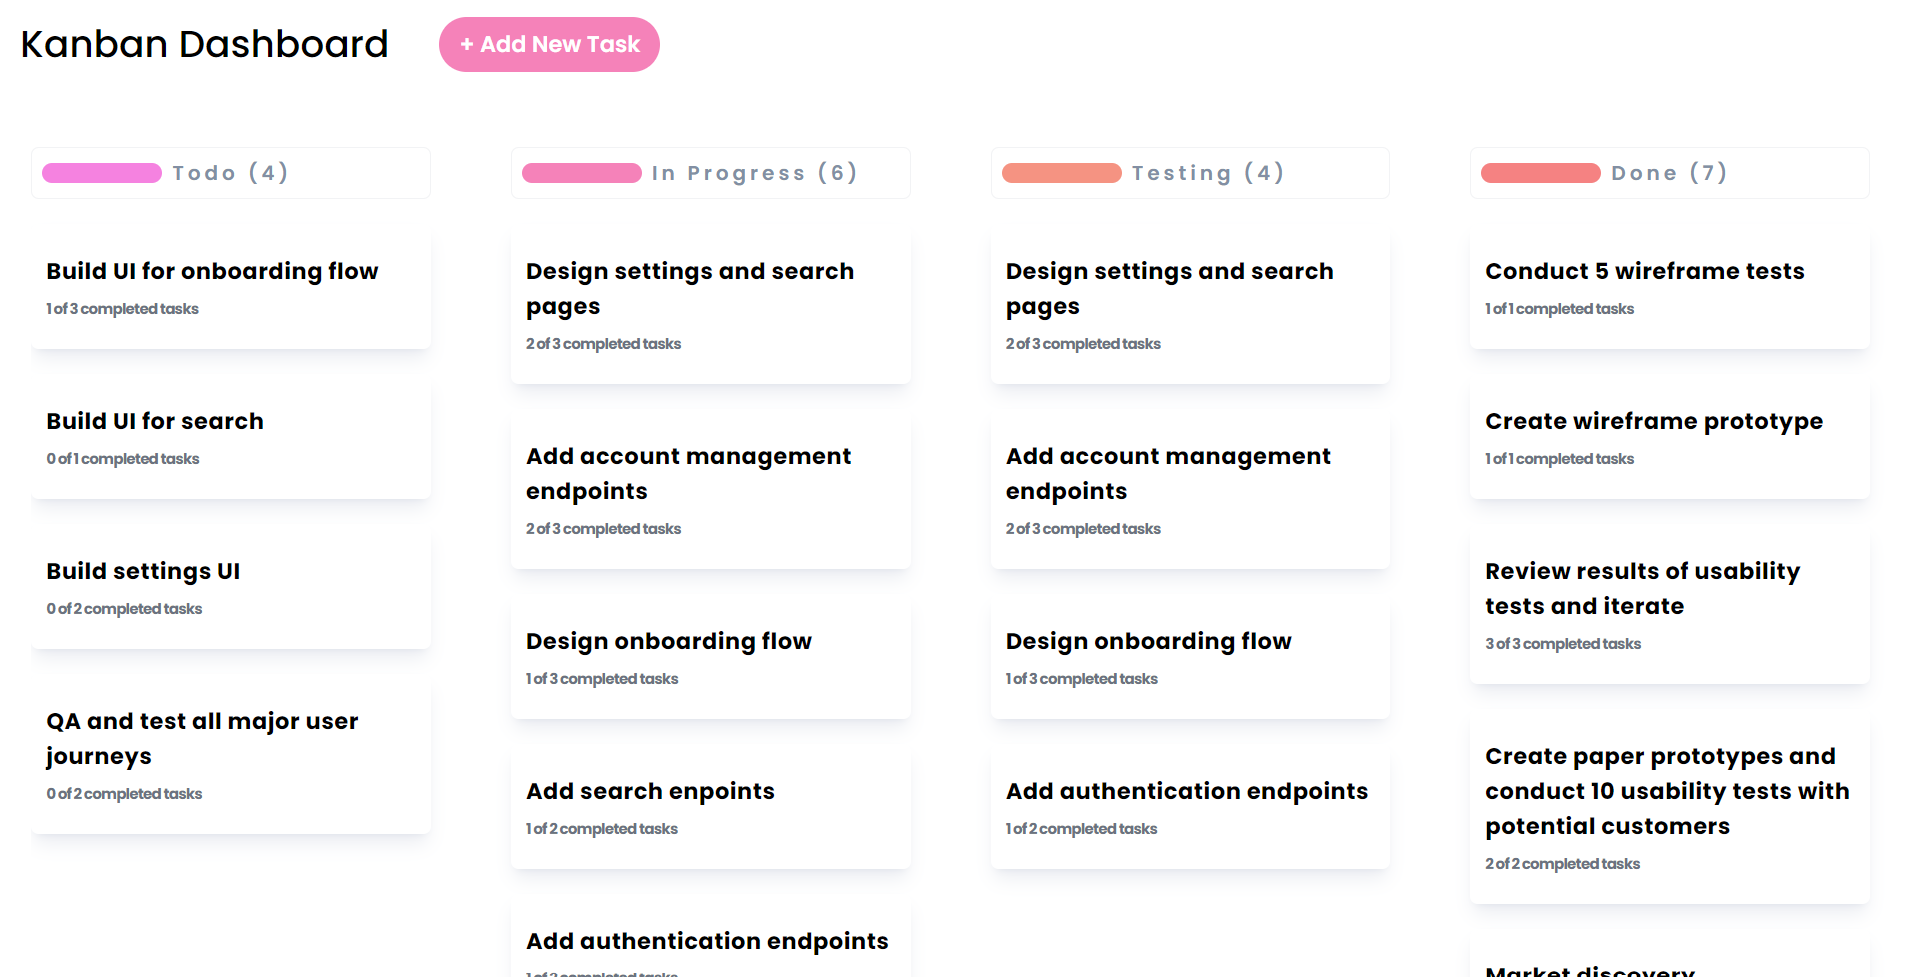 Kanban Dashboard
+ Add New Task
Todo (4)
Build UI for onboarding flow
1 of 3 completed tasks
Build UI for search
0 of 1 completed tasks
Build settings UI
0 of 2 completed tasks
QA and test all major user
journeys
0 of 2 completed tasks
In Progress (6)
Design settings and search
pages
2 of 3 completed tasks
Add account management
endpoints
2 of 3 completed tasks
Design onboarding flow
1 of 3 completed tasks
Add search enpoints
1 of 2 completed tasks
Add authentication endpoints
completed tasks
Testing (4)
Design settings and search
pages
2 of 3 completed tasks
Add account management
endpoints
2 of 3 completed tasks
Design onboarding flow
1 of 3 completed tasks
Add authentication endpoints
1 of 2 completed tasks
Done (7)
Conduct 5 wireframe tests
1 of 1 completed tasks
Create wireframe prototype
1 of 1 completed tasks
Review results of usability
tests and iterate
3 of 3 completed tasks
Create paper prototypes and
conduct 10 usability tests with
potential customers
2 of 2 completed tasks
Market discovery